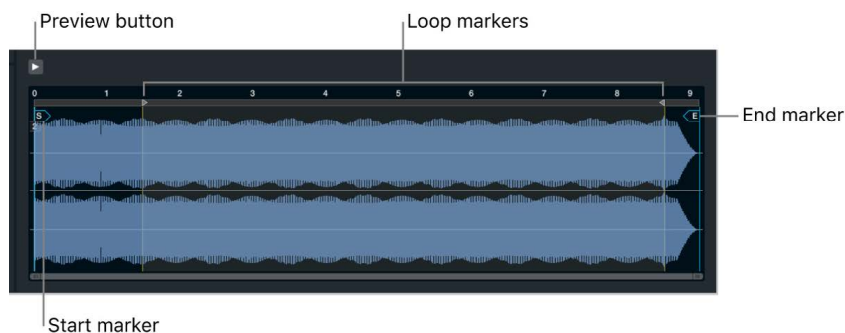 Preview button
Loop markers
0 1 2 3 4 5 6 7 8 9
S
E
End marker
Start marker